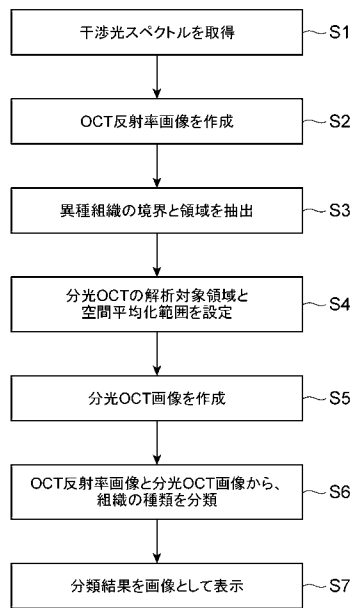 干渉光スペクトルを取得
S1
OCT反射率画像を作成
S2
異種組織の境界と領域を抽出
S3
分光OCTの解析対象領域と
空間平均化範囲を設定
S4
分光OCT画像を作成
S5
OCT反射率画像と分光OCT画像から、
組織の種類を分類
S6
分類結果を画像として表示
S7